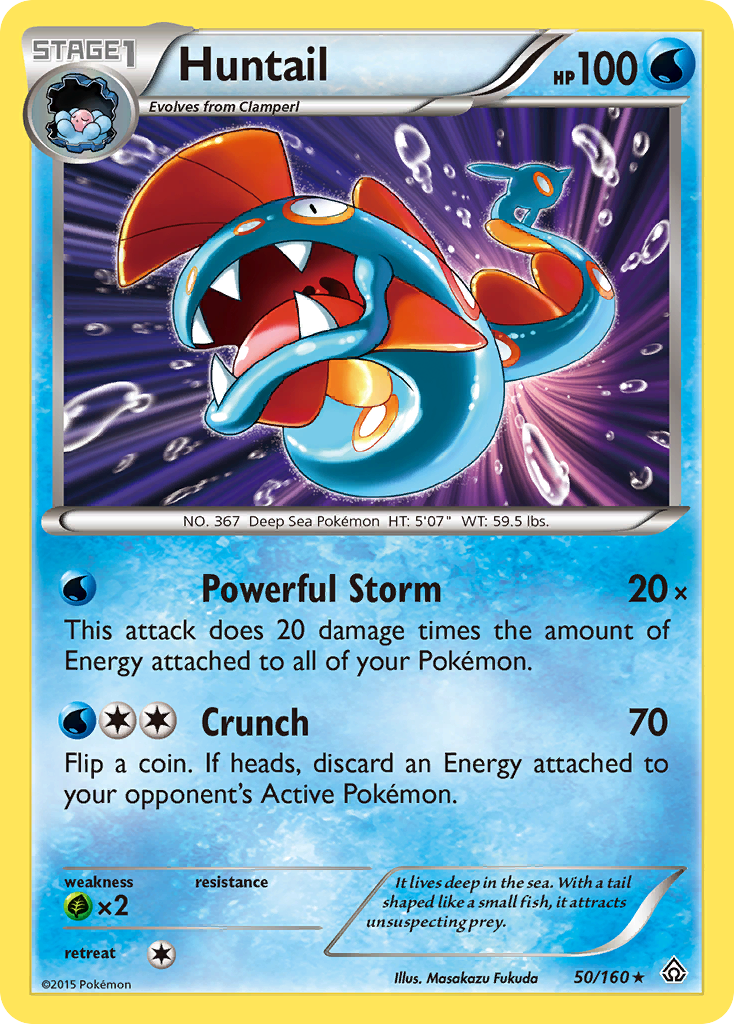 STAGE1
Huntail
HP100
Evolves from Clamperl
NO. 367 Deep Sea Pokémon HT: 5'07" WT: 59.5 lbs.
Powerful Storm 20×
This attack does 20 damage times the amount of
Energy attached to all of your Pokémon.
Crunch 70
Flip a coin. If heads, discard an Energy attached to
your opponent's Active Pokémon.
weakness resistance
×2
retreat
It lives deep in the sea. With a tail
shaped like a small fish, it attracts
unsuspecting prey.
©2015 Pokémon Illus. Masakazu Fukuda 50/160★